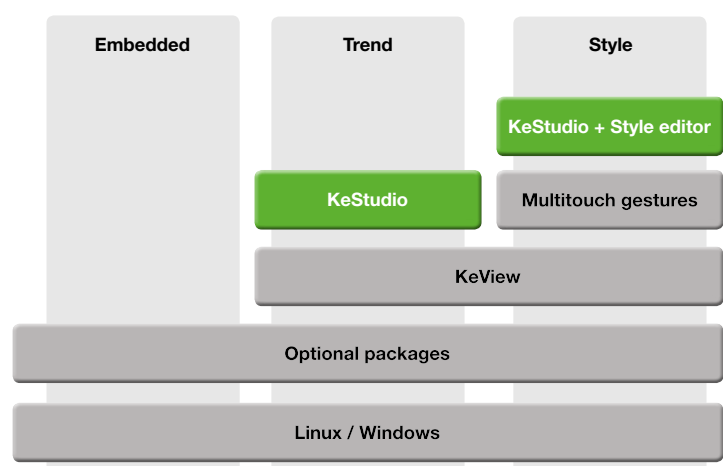 Embedded
Trend
Style
KeStudio + Style editor
KeStudio
Multitouch gestures
KeView
Optional packages
Linux / Windows